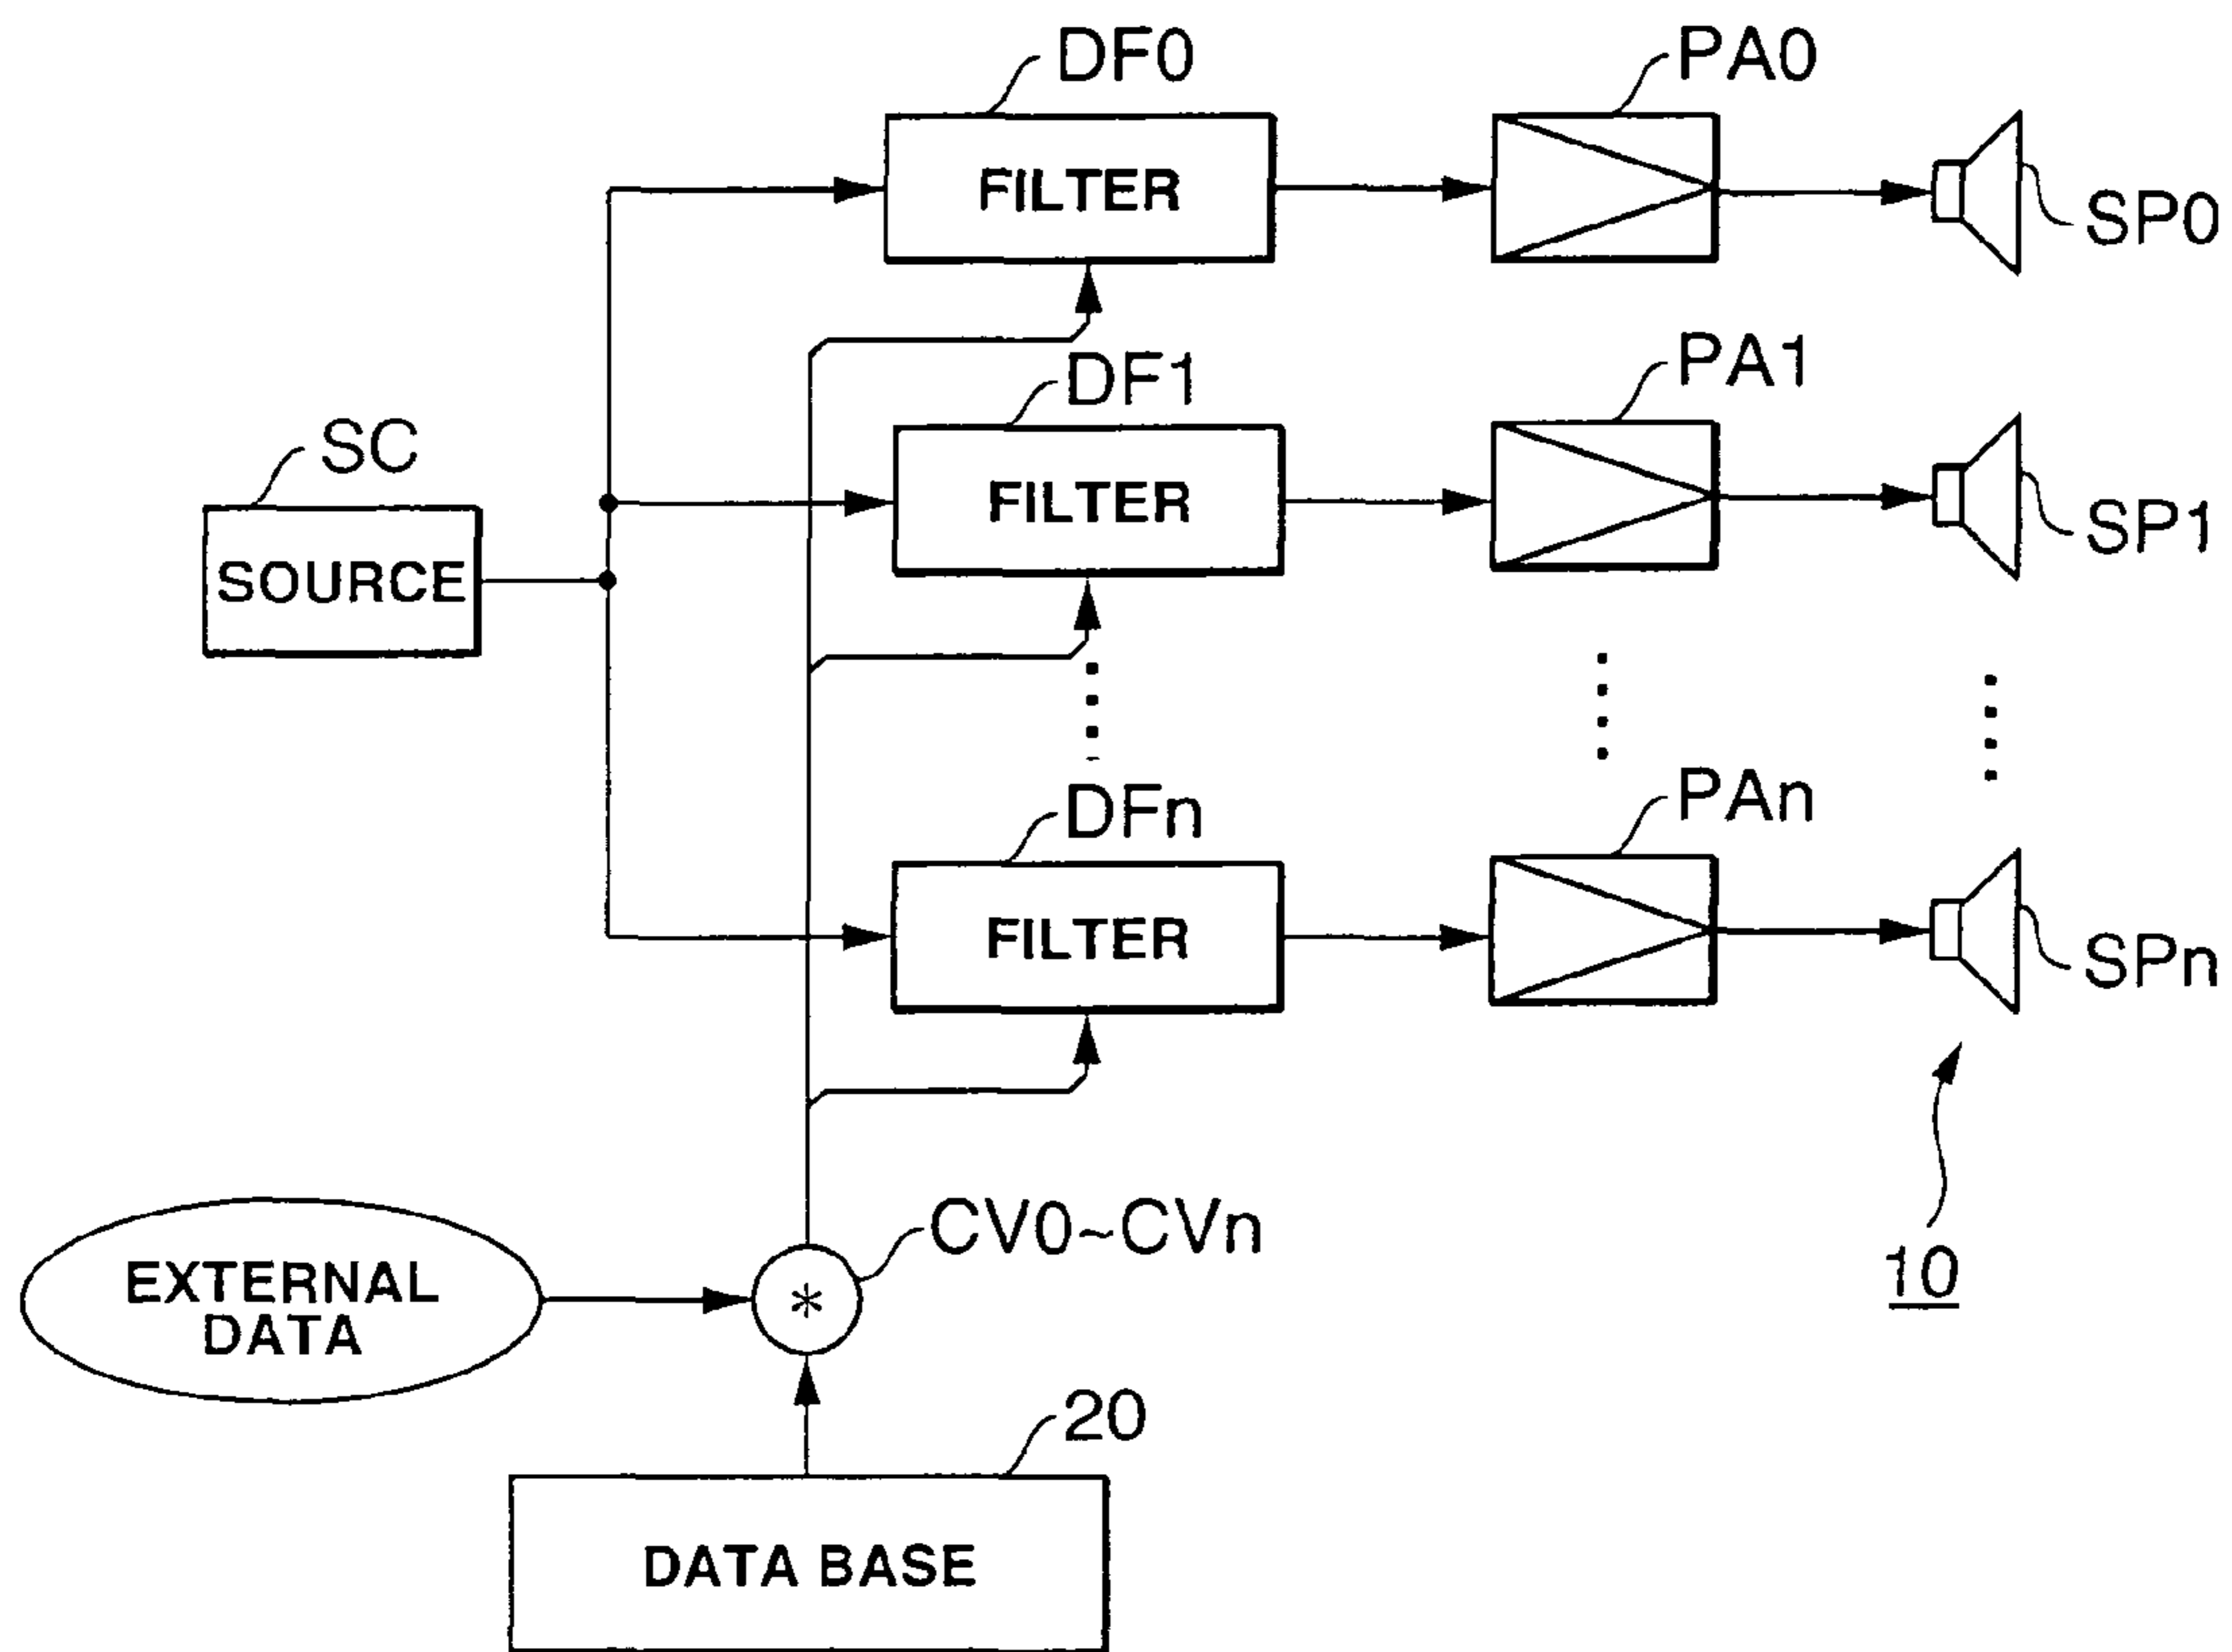 DF0
PA0
FILTER
SP0
DF1
PA1
SC
FILTER
SP1
SOURCE
DFn
PAn
FILTER
SPn
CV0~CVn
10
EXTERNAL
DATA
*
20
DATA BASE